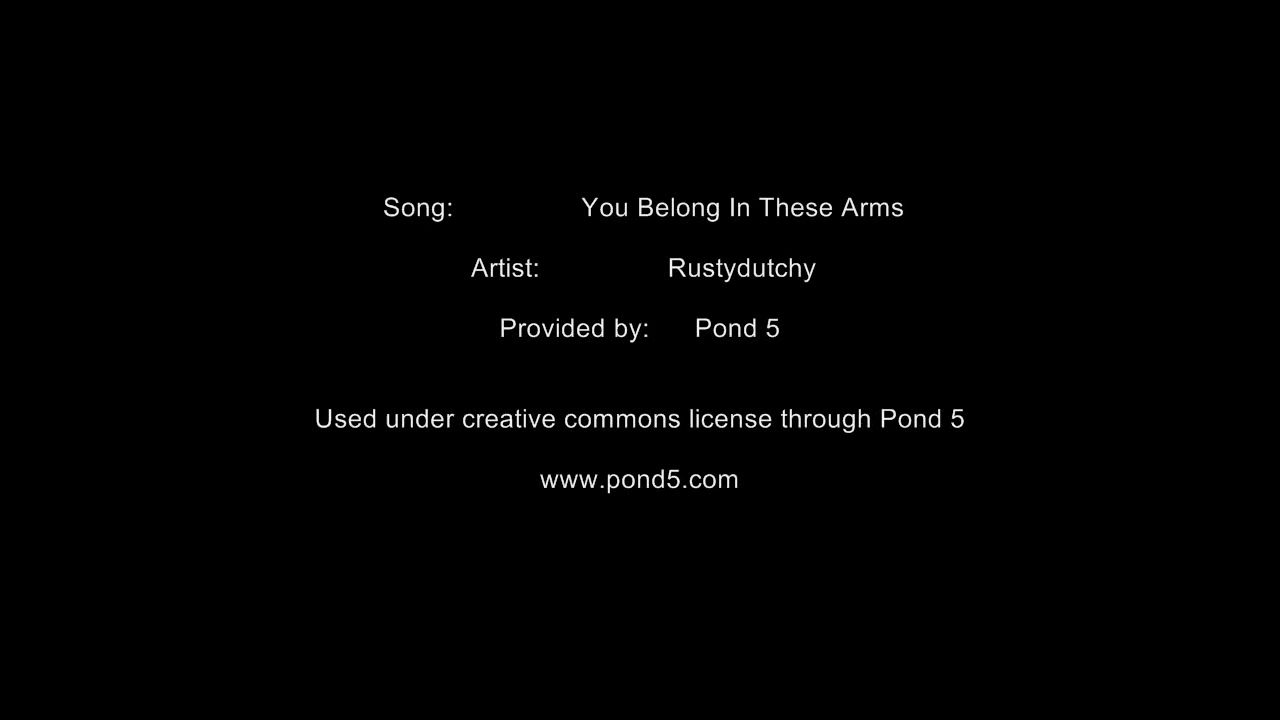 Song: You Belong In These Arms
Artist: Rustydutchy
Provided by: Pond 5
Used under creative commons license through Pond 5
www.pond5.com